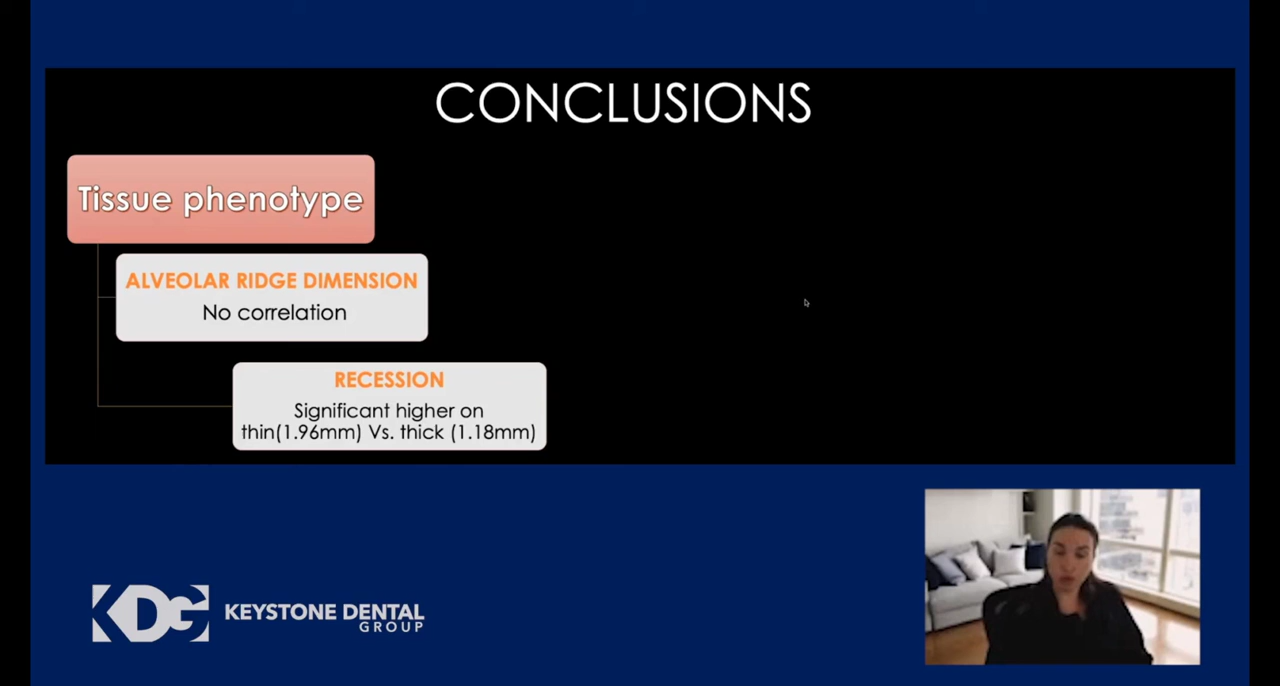 CONCLUSIONS
Tissue phenotype
ALVEOLAR RIDGE DIMENSION
No correlation
RECESSION
Significant higher on
thin(1.96mm) Vs. thick (1.18mm)
KDG KEYSTONE DENTAL
GROUP